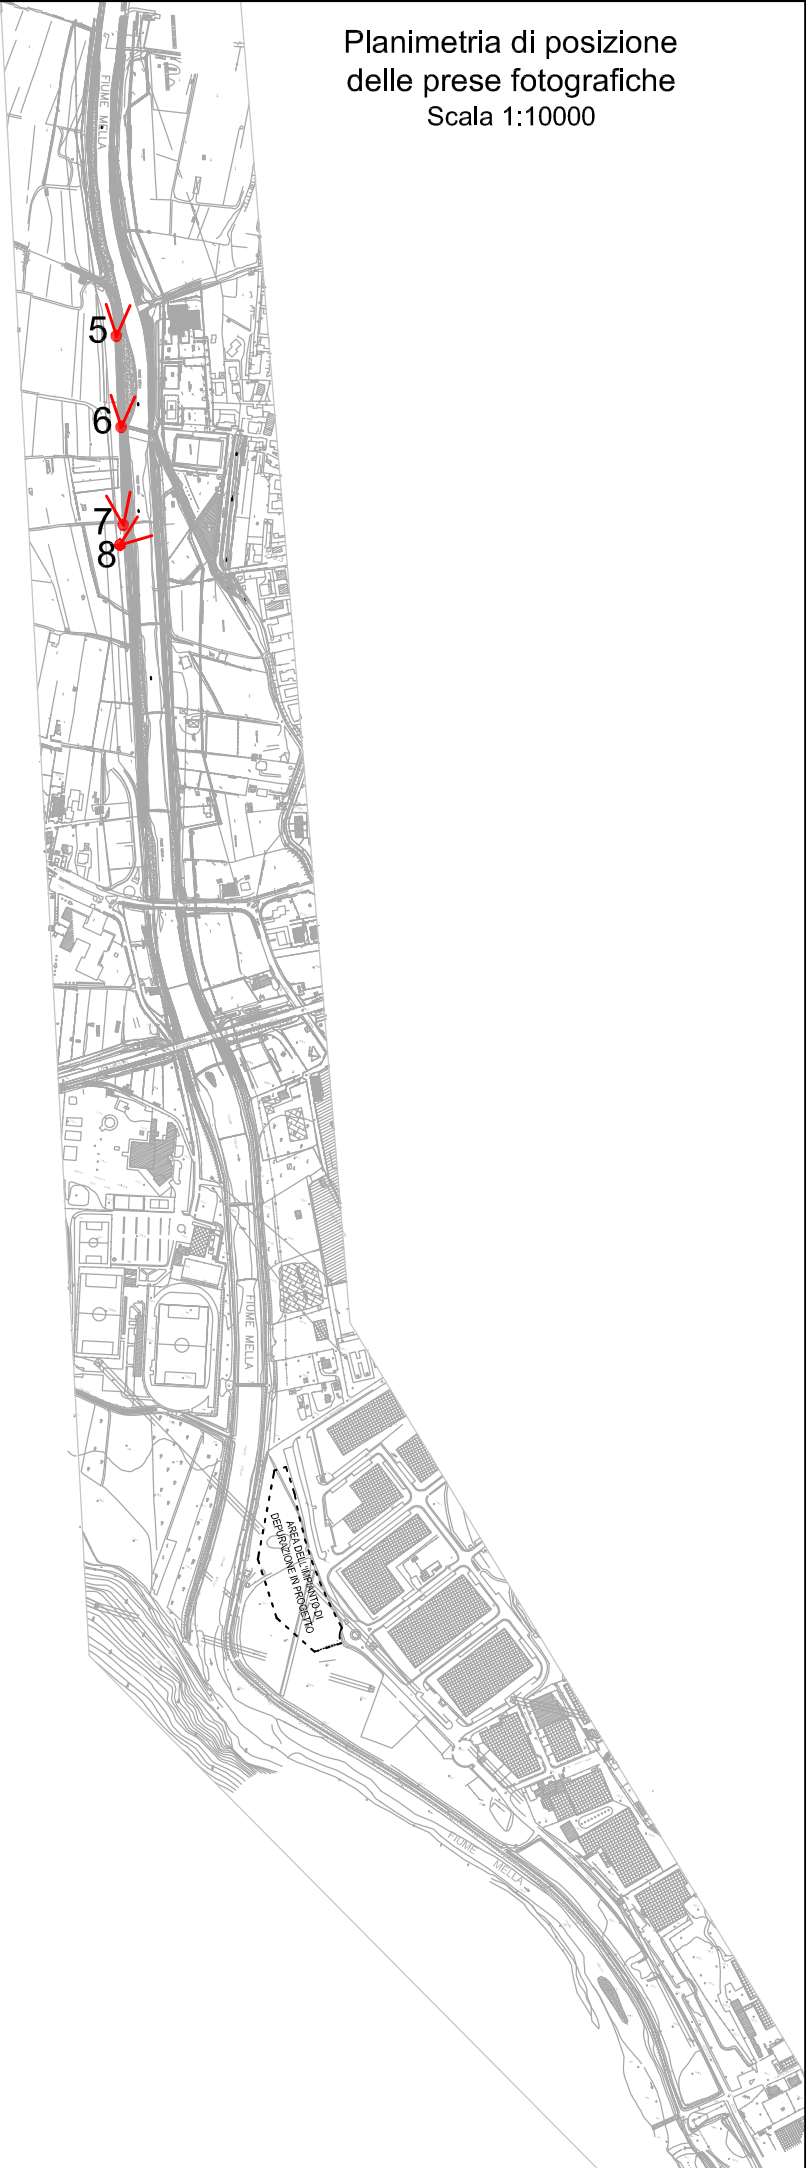 Planimetria di posizione
delle prese fotografiche
Scala 1:10000
FIUME MELLA
5
6
7
8
FIUME MELLA
AREA DELL'IMPIANTO DI
DEPURAZIONE IN PROGETTO
FIUME MELLA